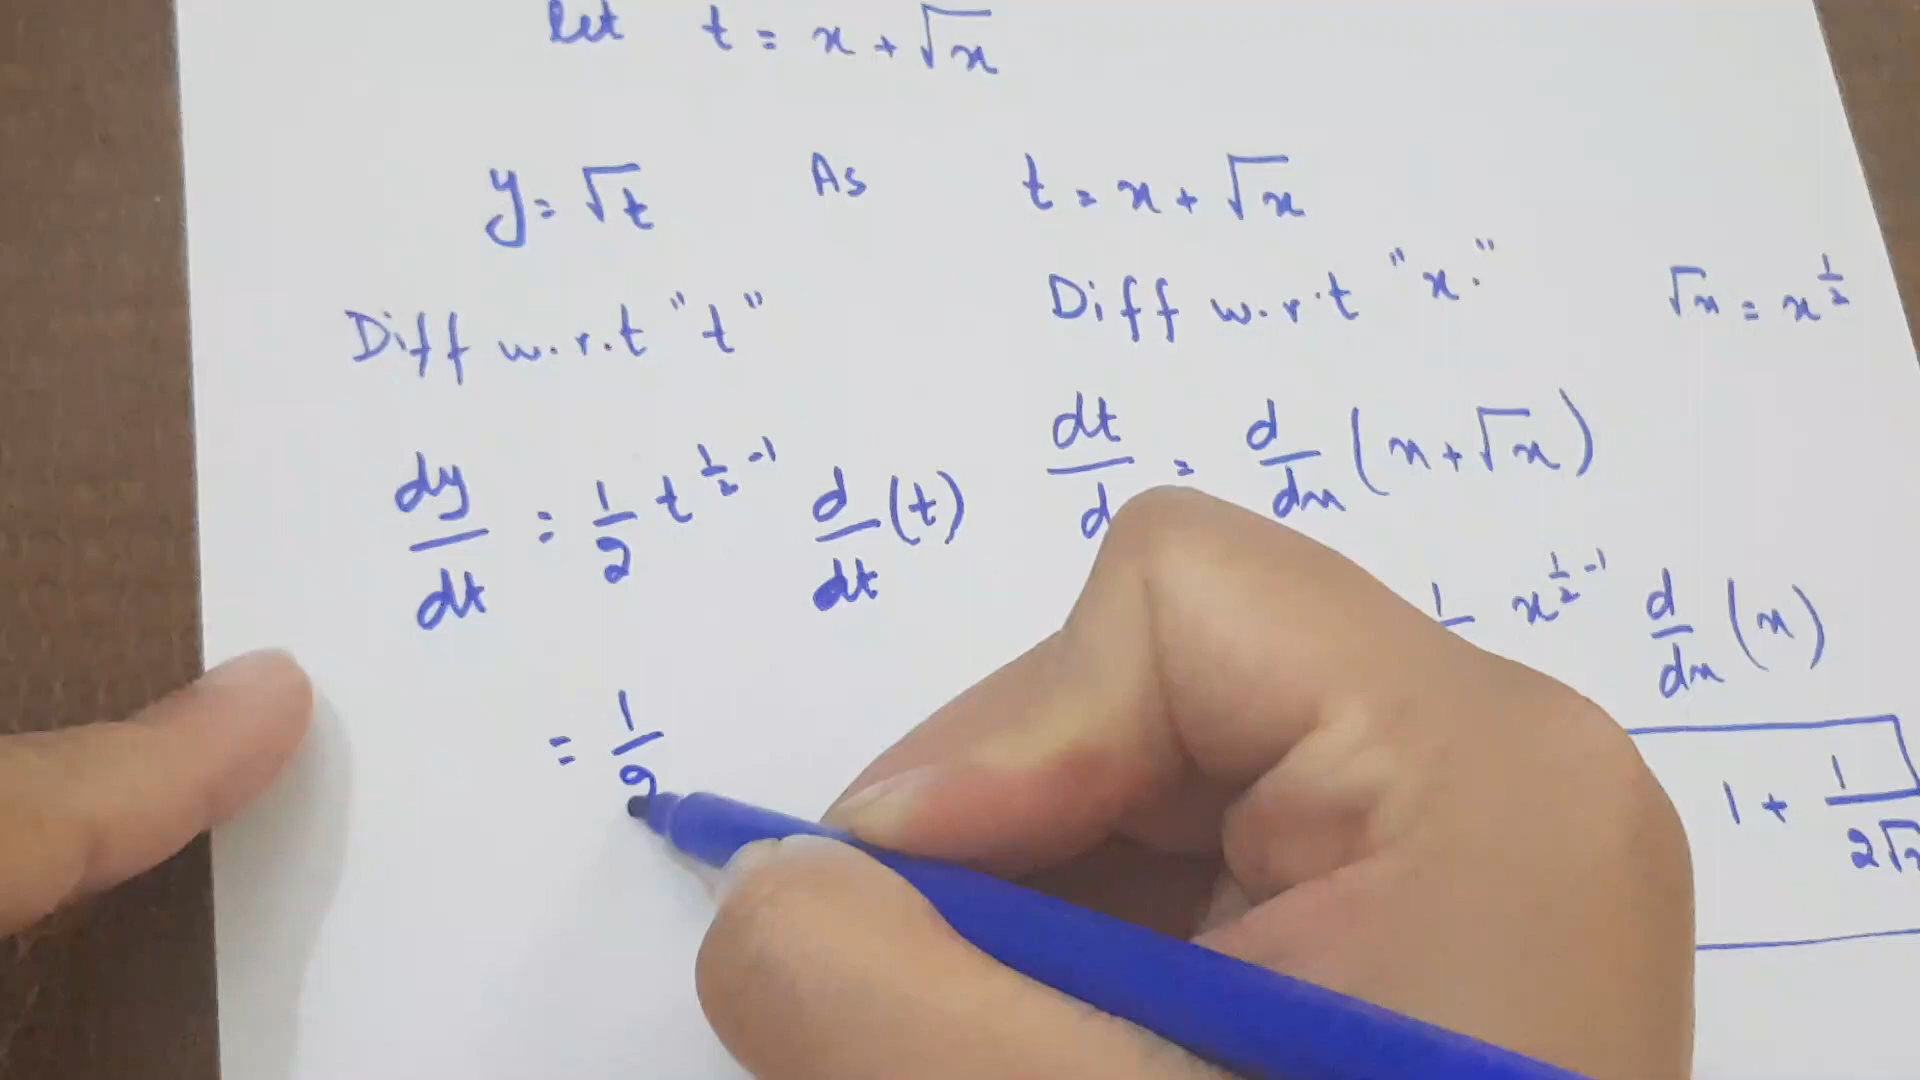 Let t = x + √x
y = √t As t = x + √x
Diff w.r.t "t" Diff w.r.t "x." √x = x^{1/2}
dy/dt = 1/2 t^{1/2 -1} d/dt (t) dt/d = d/dx (x + √x)
1 x^{1/2 -1} d/dx (x)
= 1/2
1 + 1/2√x